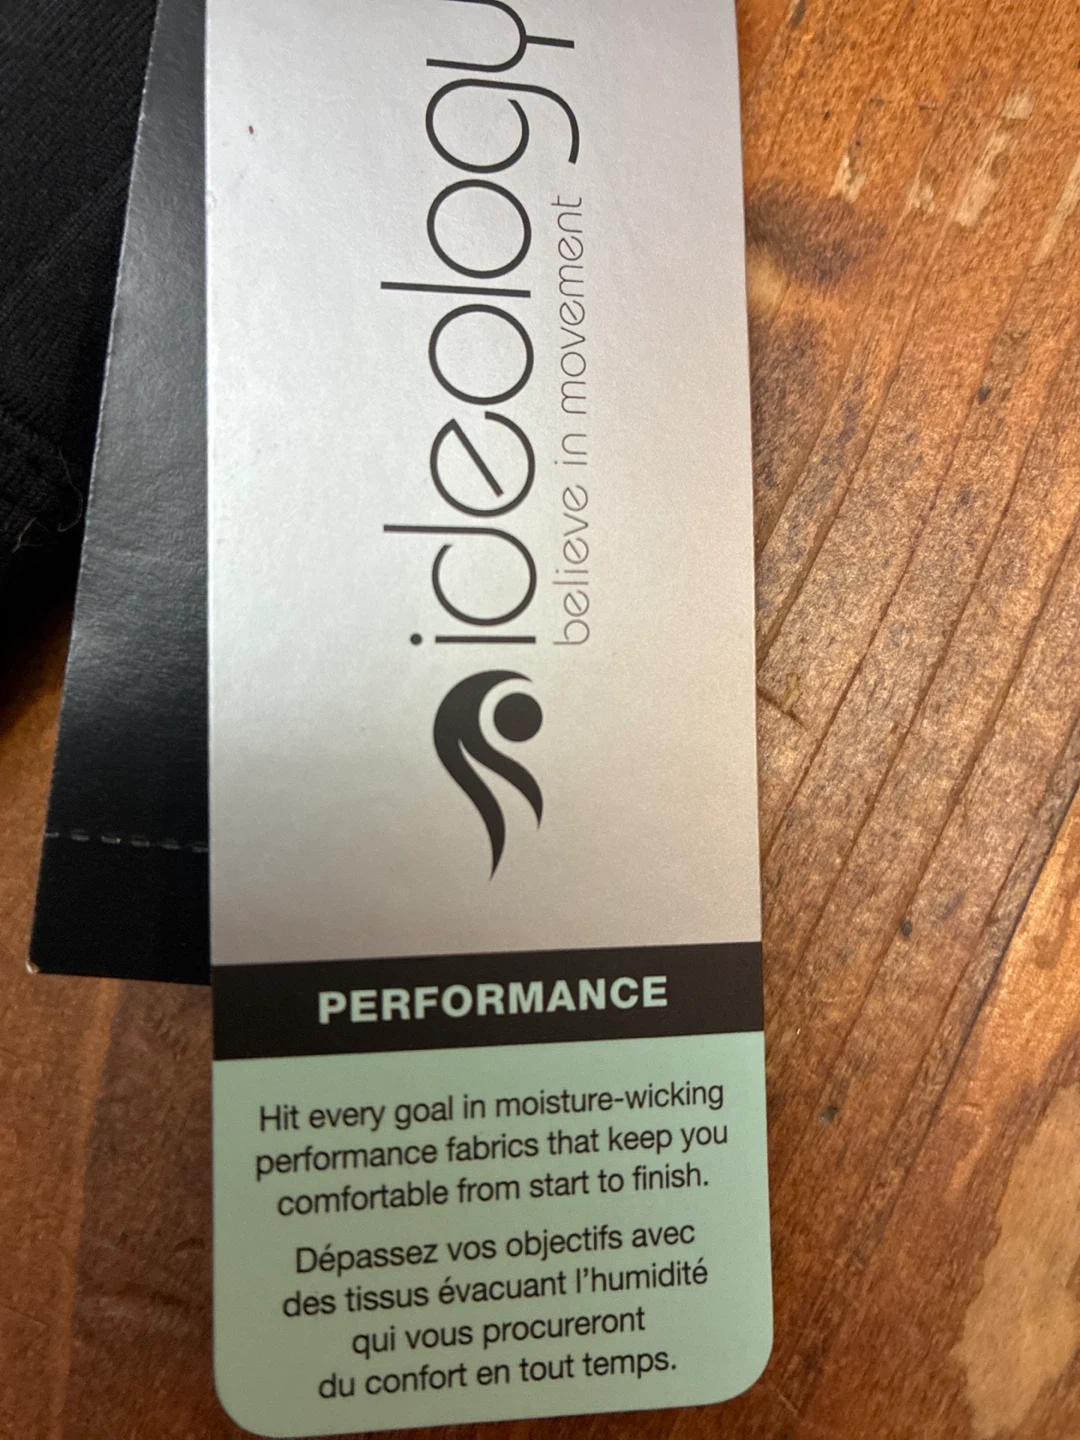 ideology
believe in movement
PERFORMANCE
Hit every goal in moisture-wicking
performance fabrics that keep you
comfortable from start to finish.
Dépassez vos objectifs avec
des tissus évacuant l'humidité
qui vous procureront
du confort en tout temps.